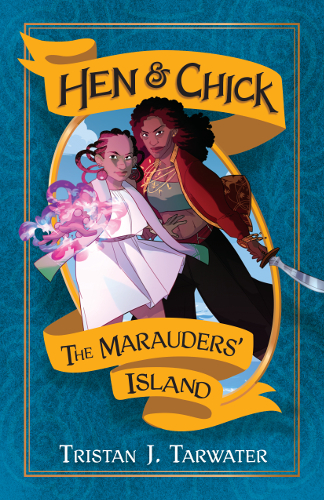 HEN & CHICK
THE MARAUDERS'
ISLAND
TRISTAN J. TARWATER